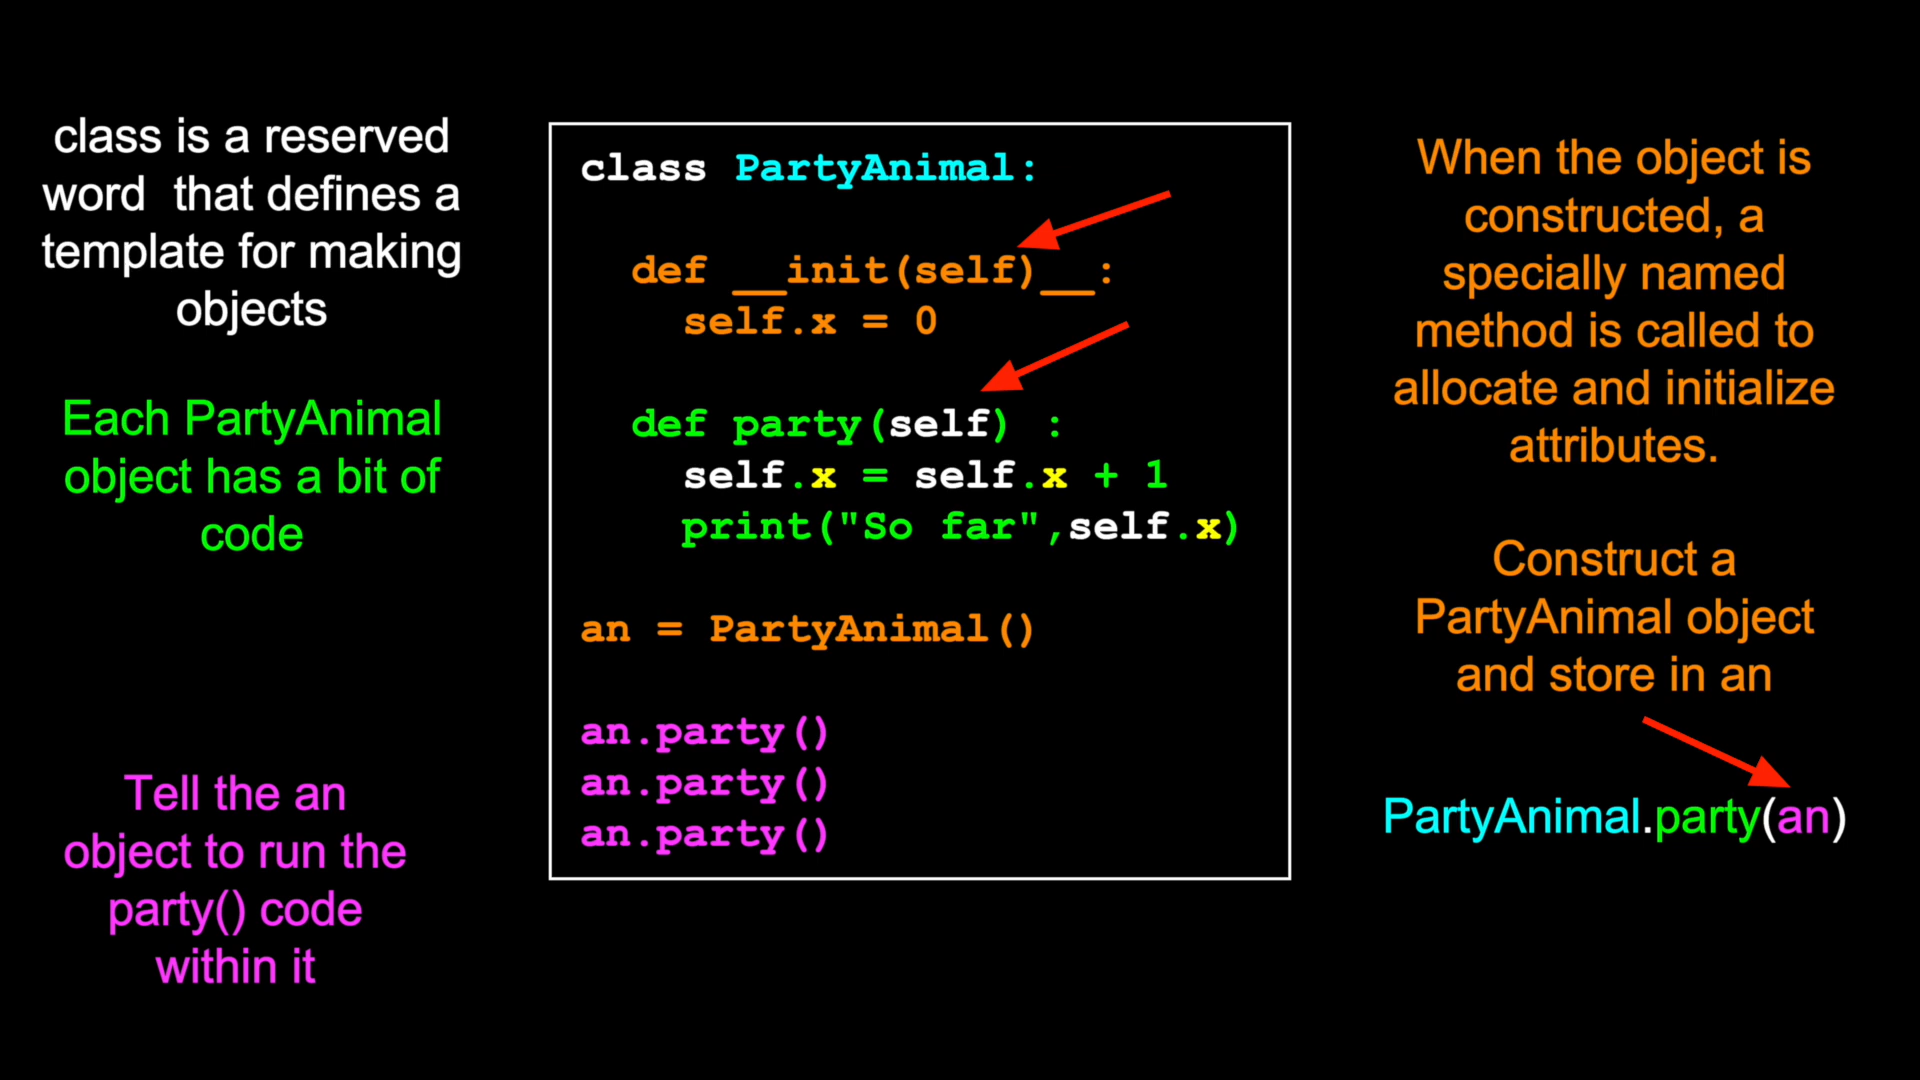 class is a reserved
word  that defines a
template for making
objects
Each PartyAnimal
object has a bit of
code
Tell the an
object to run the
party() code
within it
class PartyAnimal:
def __init(self)__:
self.x = 0
def party(self) :
self.x = self.x + 1
print("So far",self.x)
an = PartyAnimal()
an.party()
an.party()
an.party()
When the object is
constructed, a
specially named
method is called to
allocate and initialize
attributes.
Construct a
PartyAnimal object
and store in an
PartyAnimal.party(an)